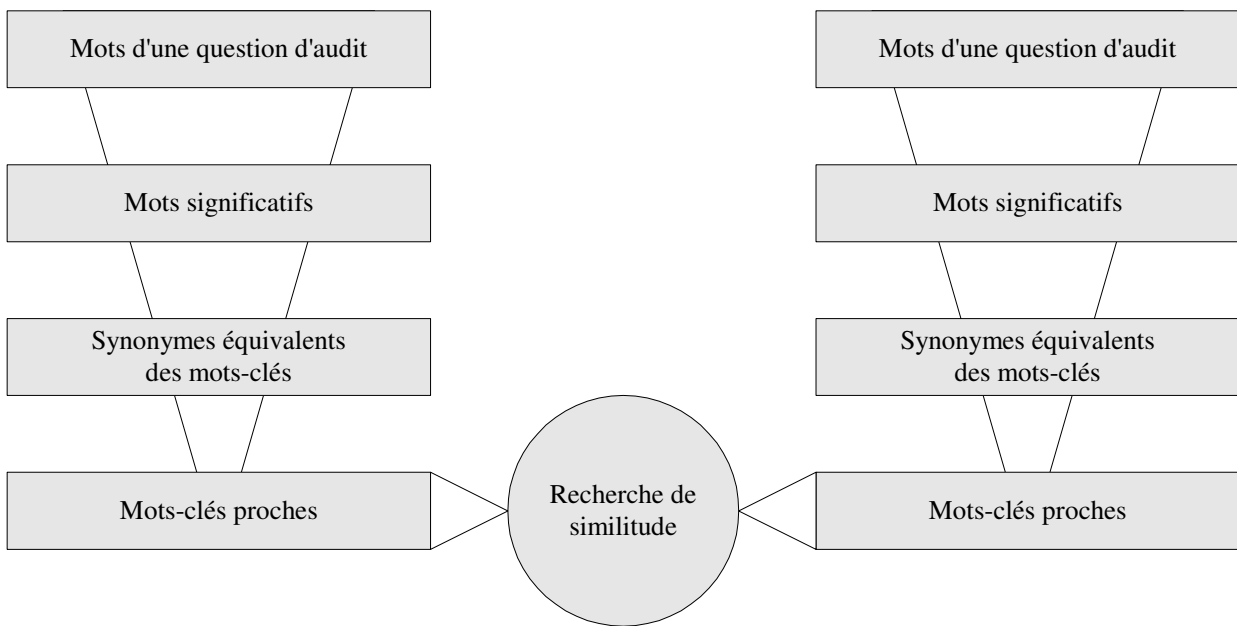 Mots d'une question d'audit
Mots significatifs
Synonymes équivalents
des mots-clés
Mots-clés proches
Recherche de
similitude
Mots d'une question d'audit
Mots significatifs
Synonymes équivalents
des mots-clés
Mots-clés proches